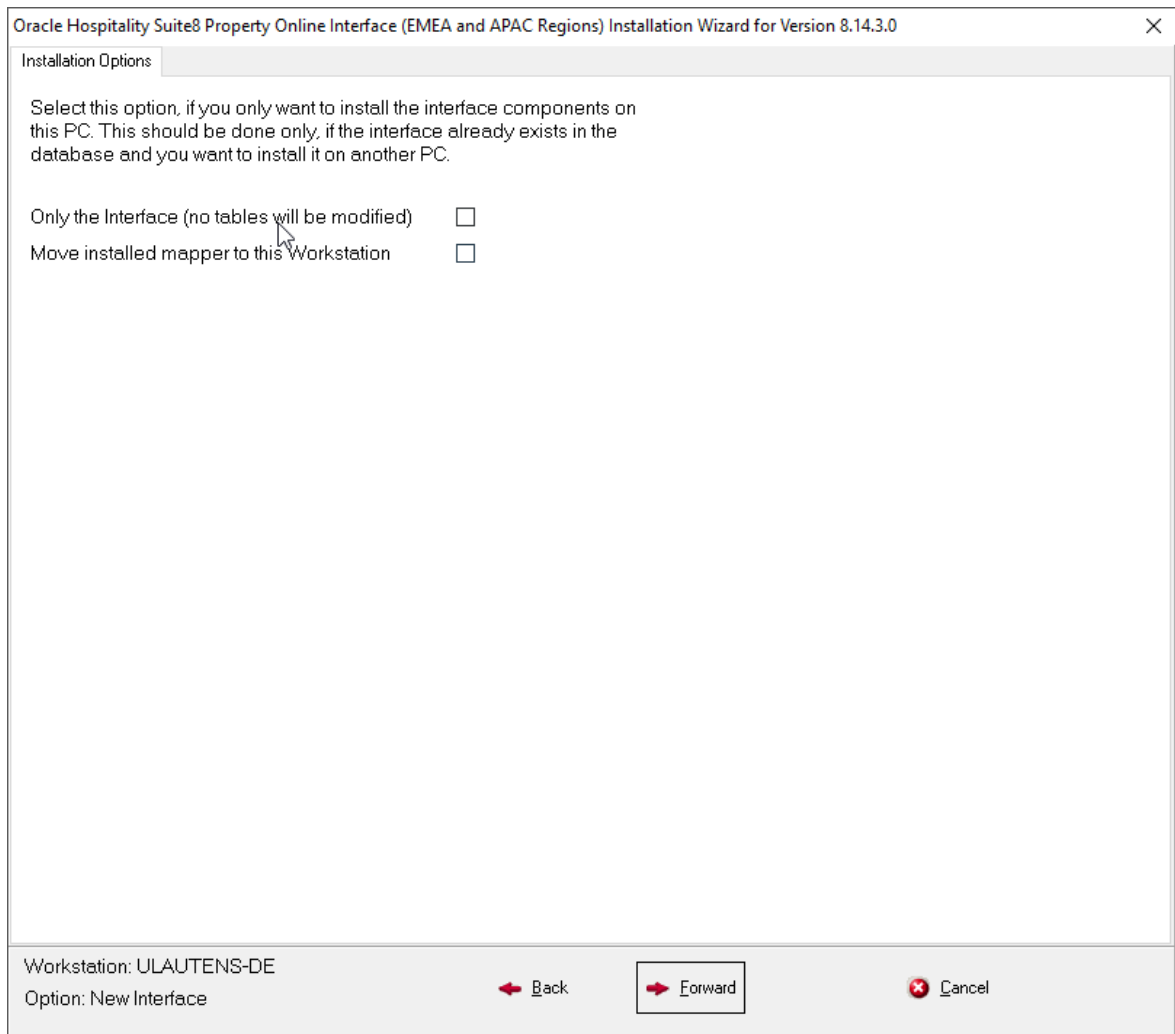 Oracle Hospitality Suite8 Property Online Interface (EMEA and APAC Regions) Installation Wizard for Version 8.14.3.0
Installation Options
Select this option, if you only want to install the interface components on
this PC. This should be done only, if the interface already exists in the
database and you want to install it on another PC.
Only the Interface (no tables will be modified)
Move installed mapper to this Workstation
Workstation: ULAUTENS-DE
Option: New Interface
Back
Forward
Cancel